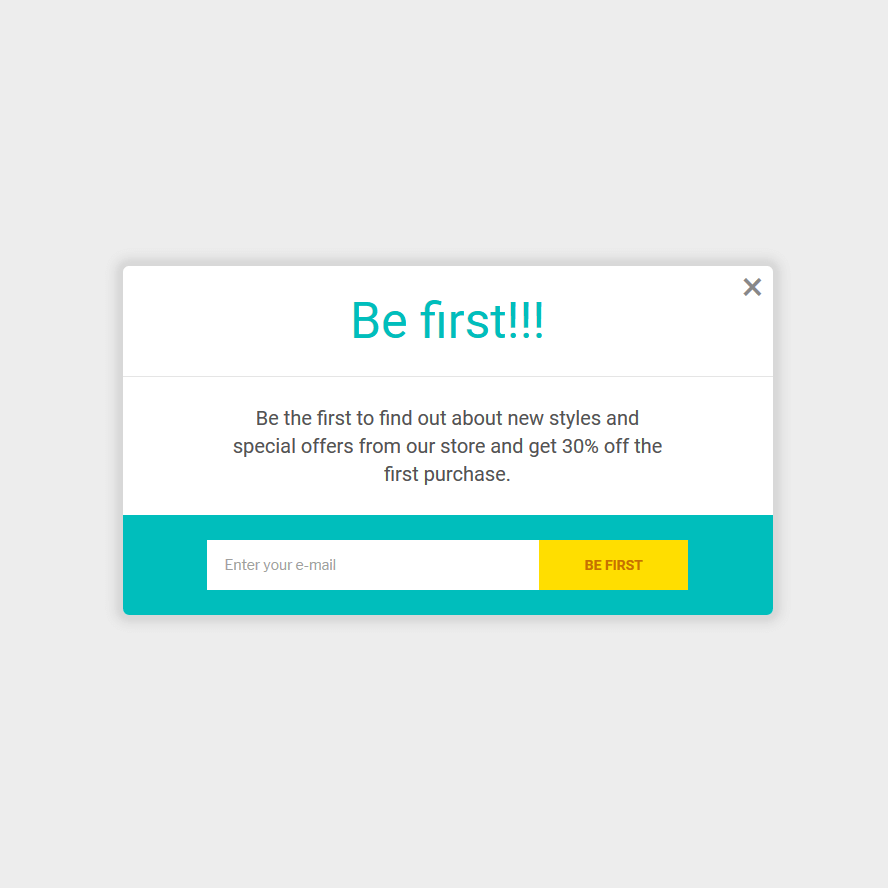 Be first!!!
Be the first to find out about new styles and
special offers from our store and get 30% off the
first purchase.
Enter your e-mail
BE FIRST